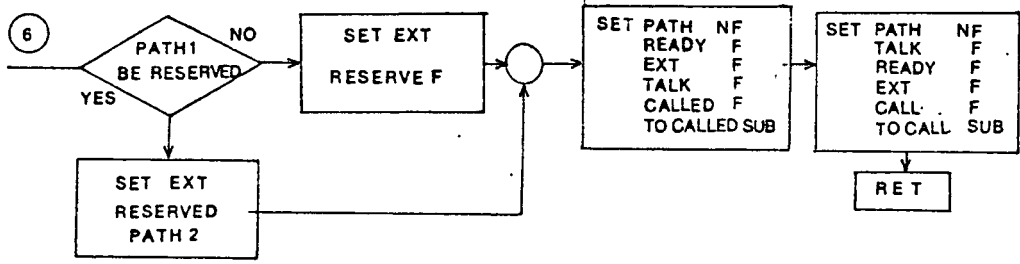 6
PATH1
BE RESERVED
NO
YES
SET EXT
RESERVE F
SET EXT
RESERVED
PATH 2
SET PATH NF
READY F
EXT F
TALK F
CALLED F
TO CALLED SUB
SET PATH NF
TALK F
READY F
EXT F
CALL F
TO CALL SUB
RET